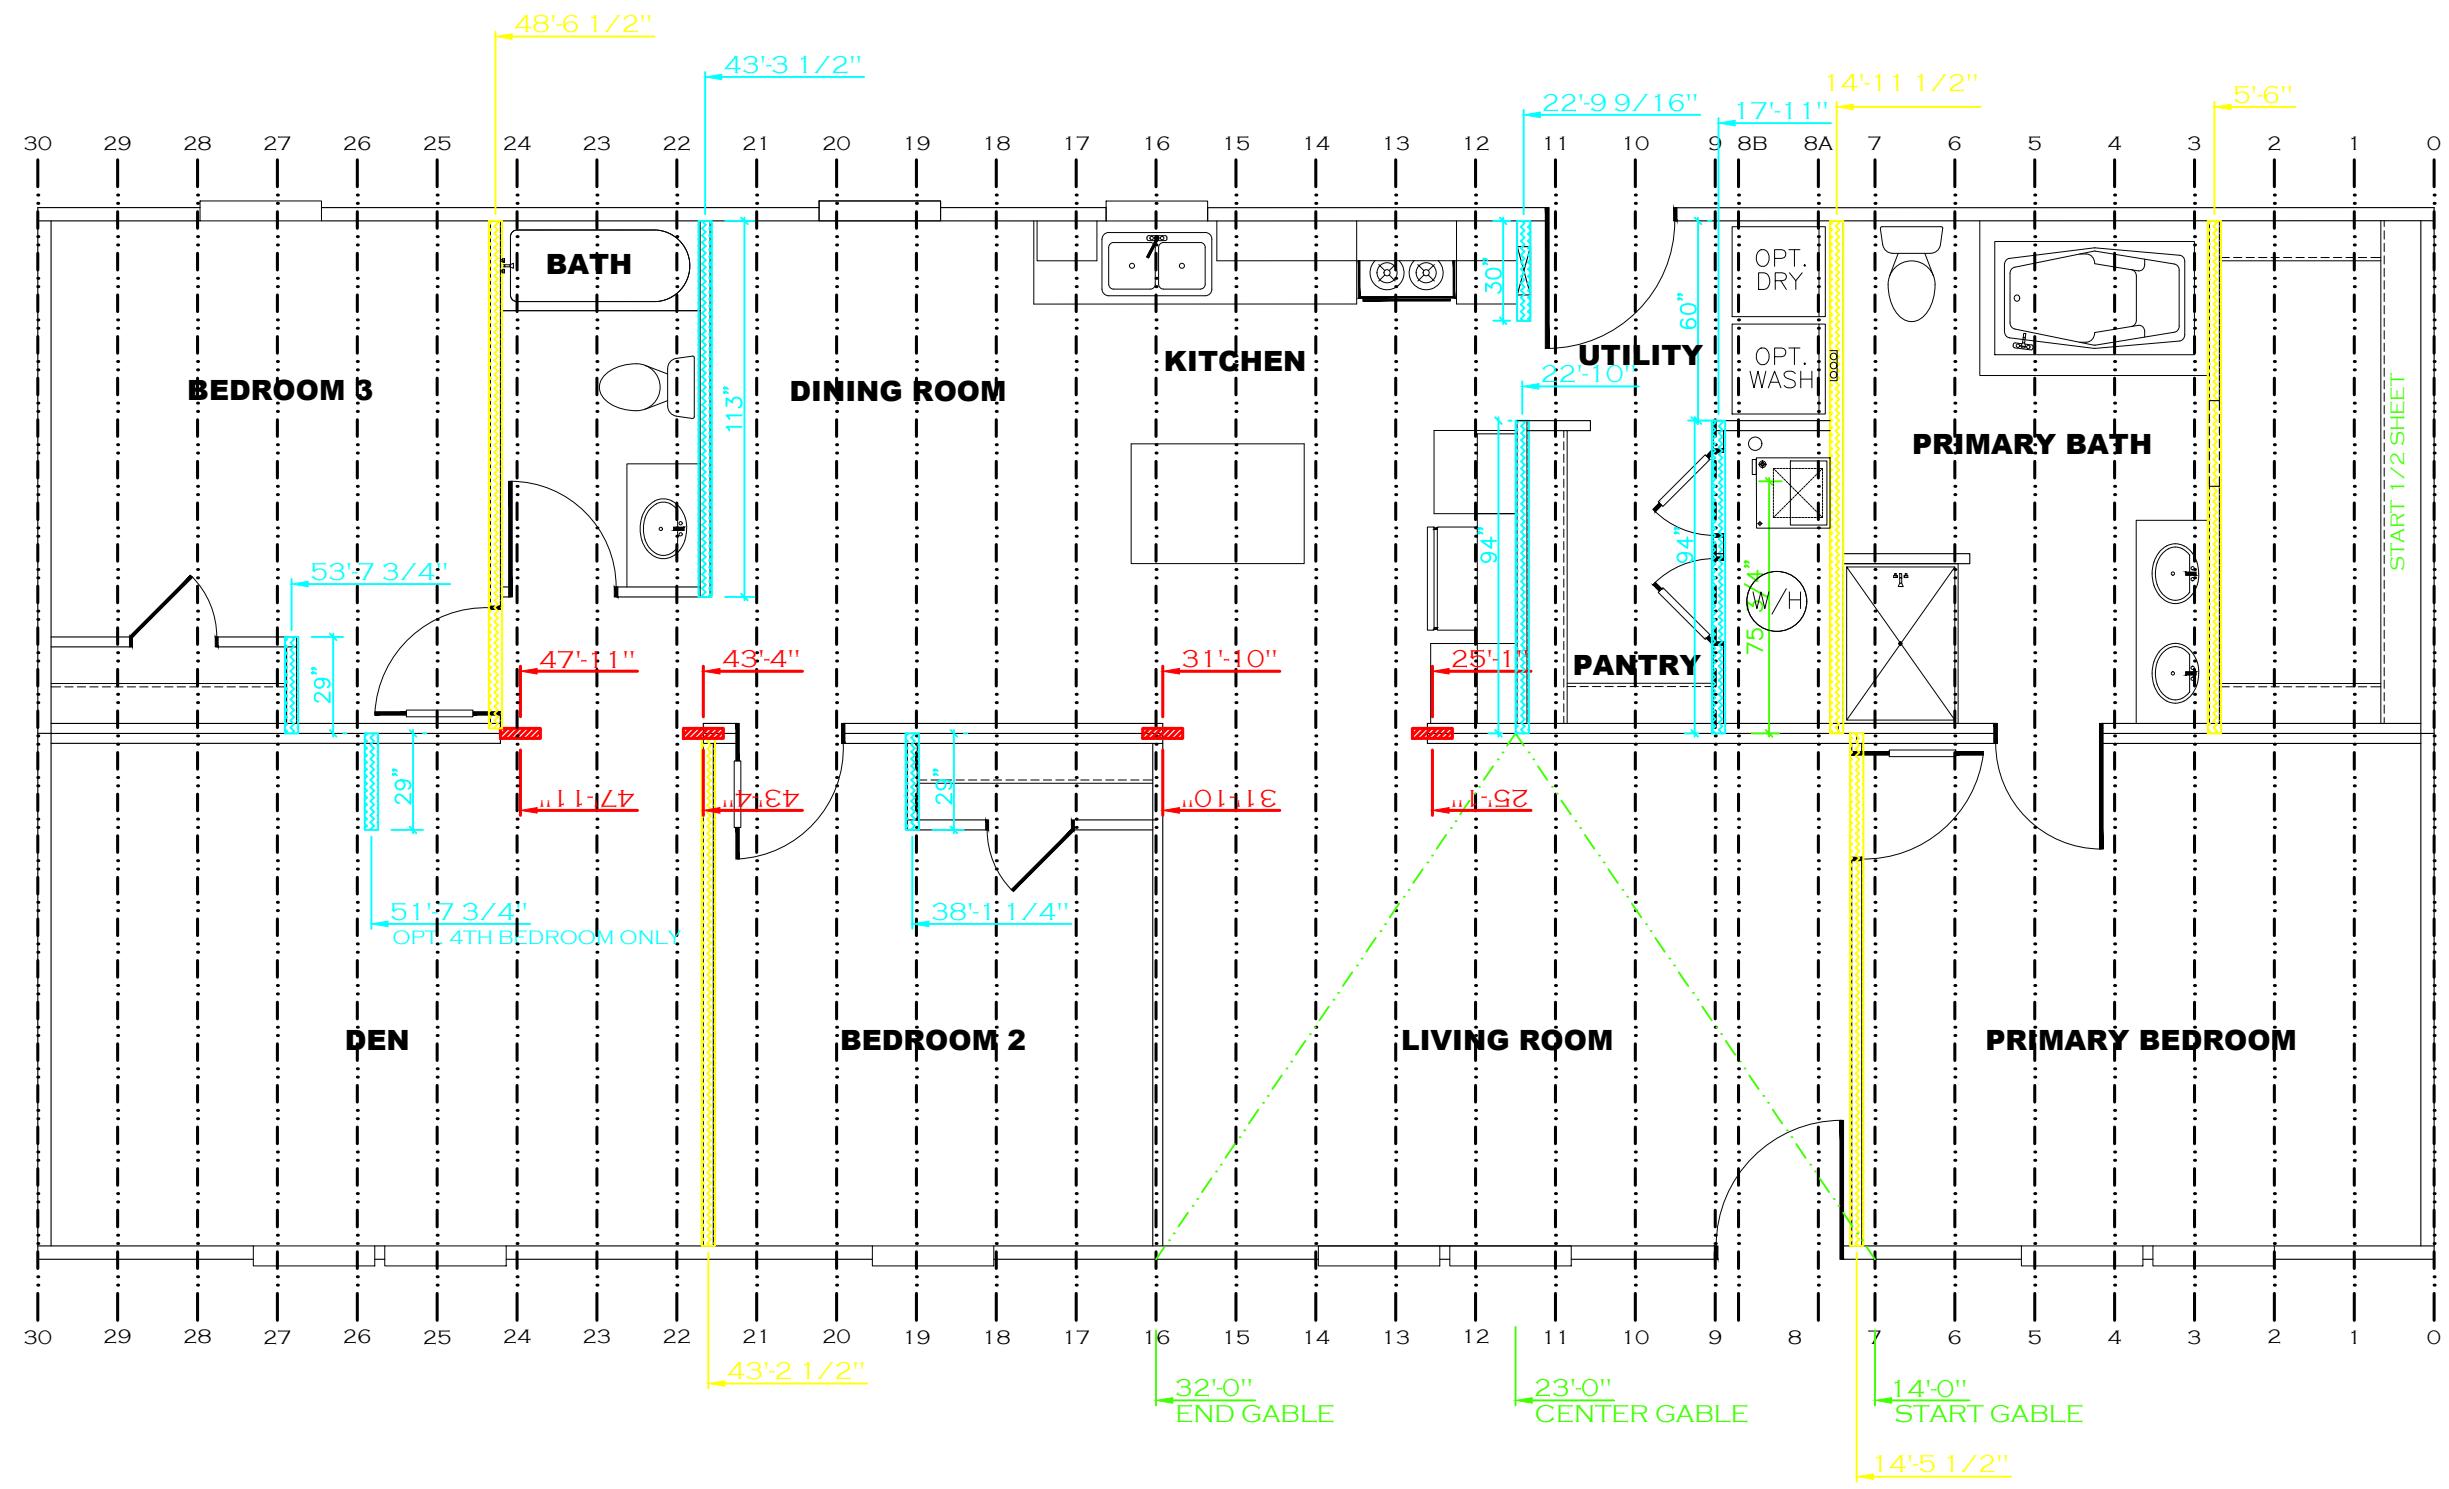 48'-6 1/2"
43'-3 1/2"
14'-11 1/2"
5'-6"
22'-9 9/16"
17'-11"
30 29 28 27 26 25 24 23 22 21 20 19 18 17 16 15 14 13 12 11 10 9 8B 8A 7 6 5 4 3 2 1 0
BATH
OPT.
DRY
30"
60"
KITCHEN
UTILITY
OPT.
WASH
22'-10"
BEDROOM 3
DINING ROOM
113"
START 1/2 SHEET
PRIMARY BATH
94"
94"
53'-7 3/4"
W/H
75 3/4"
29"
47'-11"
43'-4"
31'-10"
25'-1"
PANTRY
29"
29"
47'-11"
43'-4"
31'-10"
25'-1"
51'-7 3/4"
OPT. 4TH BEDROOM ONLY
38'-1 1/4"
DEN
BEDROOM 2
LIVING ROOM
PRIMARY BEDROOM
30 29 28 27 26 25 24 23 22 21 20 19 18 17 16 15 14 13 12 11 10 9 8 7 6 5 4 3 2 1 0
43'-2 1/2"
32'-0"
END GABLE
23'-0"
CENTER GABLE
14'-0"
START GABLE
14'-5 1/2"